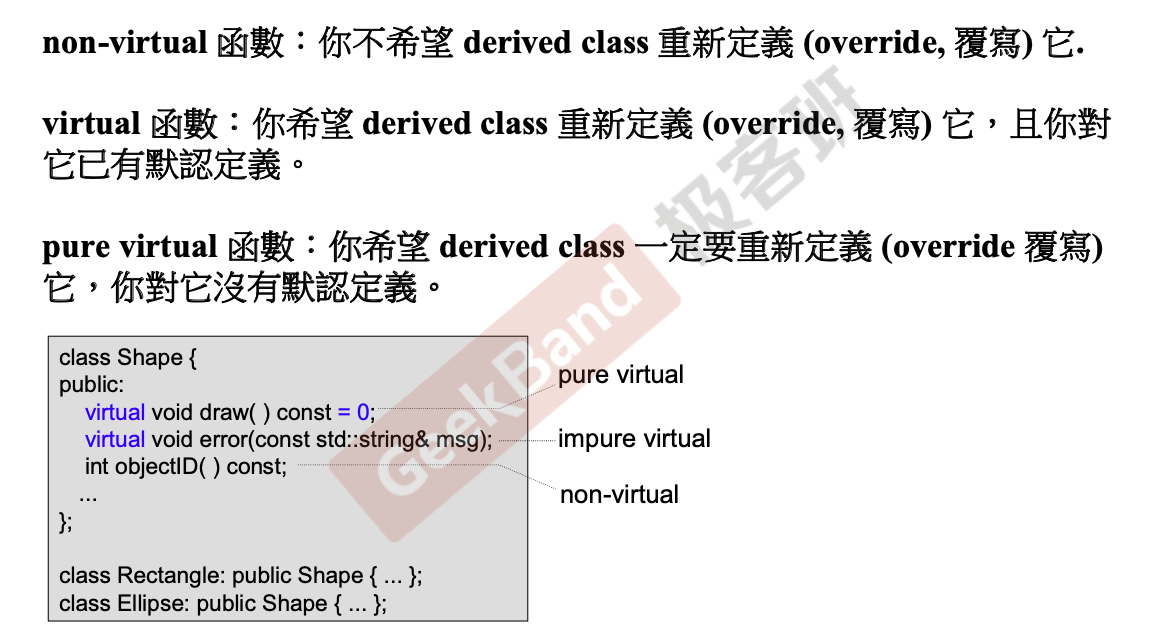 non-virtual 函數：你不希望 derived class 重新定義 (override, 覆寫) 它.
virtual 函數：你希望 derived class 重新定義 (override, 覆寫) 它，且你對
它已有默認定義。
pure virtual 函數：你希望 derived class 一定要重新定義 (override 覆寫)
它，你對它沒有默認定義。
class Shape {
public:
virtual void draw( ) const = 0;
pure virtual
virtual void error(const std::string& msg);
impure virtual
int objectID( ) const;
non-virtual
...
};
class Rectangle: public Shape { ... };
class Ellipse: public Shape { ... };
GeekBand 极客班